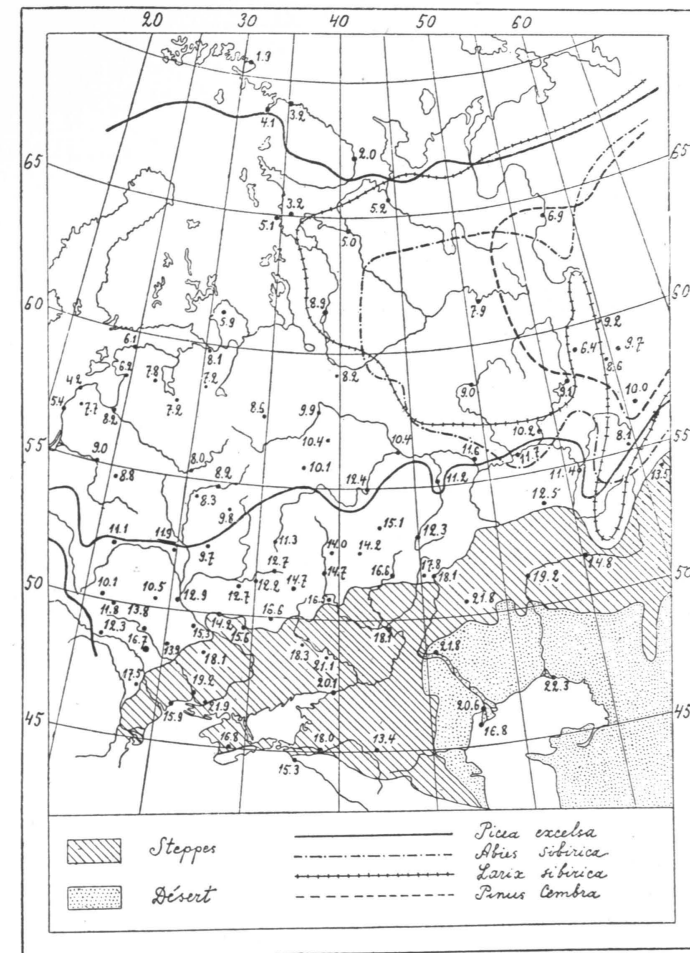 20 30 40 50 60
1.3
4.1 3.2
2.0
65 65
5.2
3.2
5.1 5.0 6.9
60 5.9 8.9 7.9 60
6.1 8.1 9.2
6.2 7.8 7.2 8.2 6.4 9.7
8.6
4.2 7.2 9.0 9.1 10.0
5.4 7.7 8.2 8.5 9.9
55 10.4 10.4 10.2 8.1 55
9.0 8.0 11.6 11.7
8.8 8.2 10.1 12.4 11.2 11.4 13.5
8.3 9.8 12.5
11.1 11.9 15.1 12.3
9.7 11.3 14.0 14.2
12.7 17.8 14.8
50 10.1 10.5 12.9 12.7 12.2 14.7 14.7 16.6 18.1 19.2 50
11.8 13.8 16.5 21.8
12.3 14.2 16.6
16.7 15.3 15.6 18.1
13.9 18.1 18.3 21.1 21.8
17.5 19.2 20.1 22.3
45 15.9 21.9 20.6 45
16.8
16.8 18.0 13.4
15.3
Steppes
Désert
Picea excelsa
Abies sibirica
Larix sibirica
Pinus Cembra